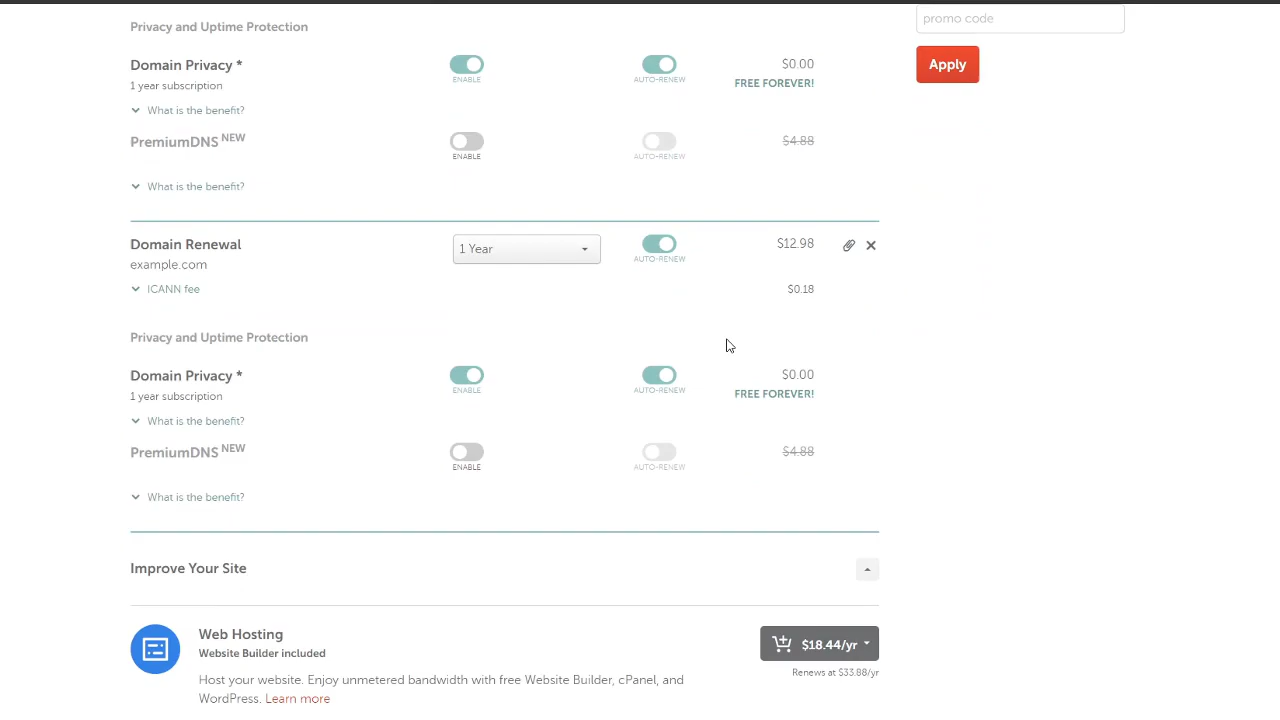 promo code
Privacy and Uptime Protection
Domain Privacy * ENABLE AUTO-RENEW $0.00
1 year subscription FREE FOREVER!
Apply
What is the benefit?
PremiumDNS NEW ENABLE AUTO-RENEW $4.88
What is the benefit?
Domain Renewal 1 Year AUTO-RENEW $12.98
example.com
ICANN fee $0.18
Privacy and Uptime Protection
Domain Privacy * ENABLE AUTO-RENEW $0.00
1 year subscription FREE FOREVER!
What is the benefit?
PremiumDNS NEW ENABLE AUTO-RENEW $4.88
What is the benefit?
Improve Your Site
Web Hosting $18.44/yr
Website Builder included
Renews at $33.88/yr
Host your website. Enjoy unmetered bandwidth with free Website Builder, cPanel, and
WordPress. Learn more